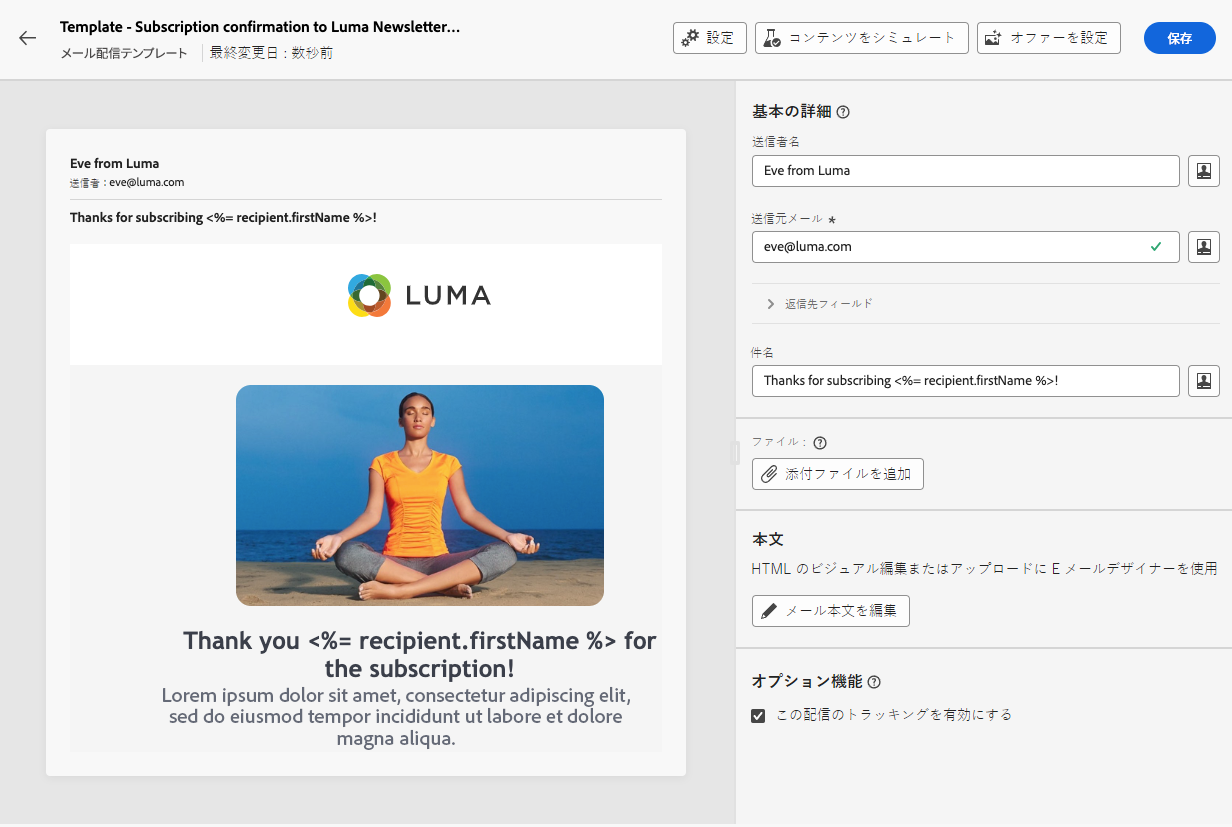 Template - Subscription confirmation to Luma Newsletter...
メール配信テンプレート 最終変更日 : 数秒前
設定
コンテンツをシミュレート
オファーを設定
保存
Eve from Luma
送信者 : eve@luma.com
Thanks for subscribing <%= recipient.firstName %>!
LUMA
Thank you <%= recipient.firstName %> for
the subscription!
Lorem ipsum dolor sit amet, consectetur adipiscing elit,
sed do eiusmod tempor incididunt ut labore et dolore
magna aliqua.
基本の詳細
送信者名
Eve from Luma
送信元メール *
eve@luma.com
返信先フィールド
件名
Thanks for subscribing <%= recipient.firstName %>!
ファイル :
添付ファイルを追加
本文
HTML のビジュアル編集またはアップロードに E メールデザイナーを使用
メール本文を編集
オプション機能
この配信のトラッキングを有効にする